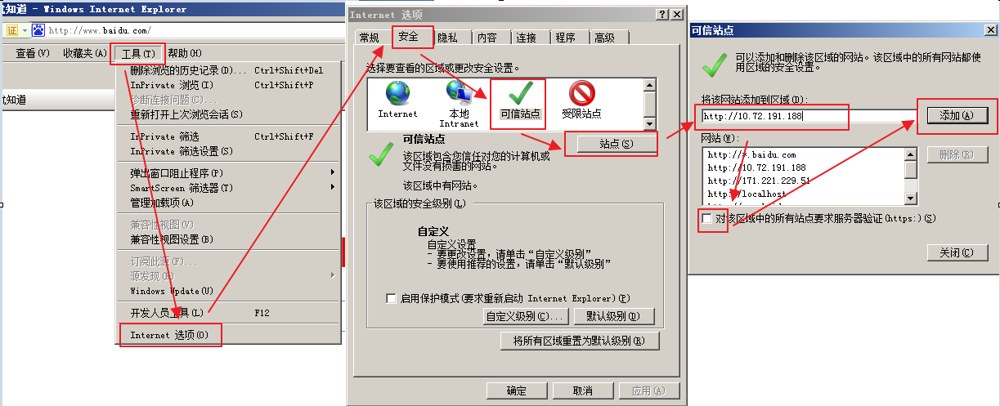 忧知道 - Windows Internet Explorer
证
http://www.baidu.com/
查看(V) 收藏夹(A) 工具(T) 帮助(H)
知道
删除浏览的历史记录(D)... Ctrl+Shift+Del
InPrivate 浏览(I) Ctrl+Shift+P
诊断连接问题(C)...
重新打开上次浏览会话(S)
InPrivate 筛选 Ctrl+Shift+F
InPrivate 筛选设置(S)
弹出窗口阻止程序(P)
SmartScreen 筛选器(T)
管理加载项(A)
兼容性视图(V)
兼容性视图设置(B)
订阅此源(F)...
源发现(E)
Windows Update(U)
开发人员工具(L) F12
Internet 选项(O)
Internet 选项
常规 安全 隐私 内容 连接 程序 高级
选择要查看的区域或更改安全设置。
Internet
本地
Intranet
可信站点
受限站点
可信站点
站点(S)
该区域包含您信任对您的计算机或
文件没有损害的网站。
该区域中有网站。
该区域的安全级别(L)
自定义
自定义设置
- 要更改设置，请单击“自定义级别”
- 要使用推荐的设置，请单击“默认级别”
启用保护模式(要求重新启动 Internet Explorer)(P)
自定义级别(C)... 默认级别(D)
将所有区域重置为默认级别(R)
确定 取消 应用(A)
可信站点
可以添加和删除该区域的网站。该区域中的所有网站都使
用区域的安全设置。
将该网站添加到区域(D):
http://10.72.191.188 添加(A)
网站(W):
http://*.baidu.com 删除(R)
http://10.72.191.188
http://171.221.229.51
http://localhost
对该区域中的所有站点要求服务器验证(https:)(S)
关闭(C)